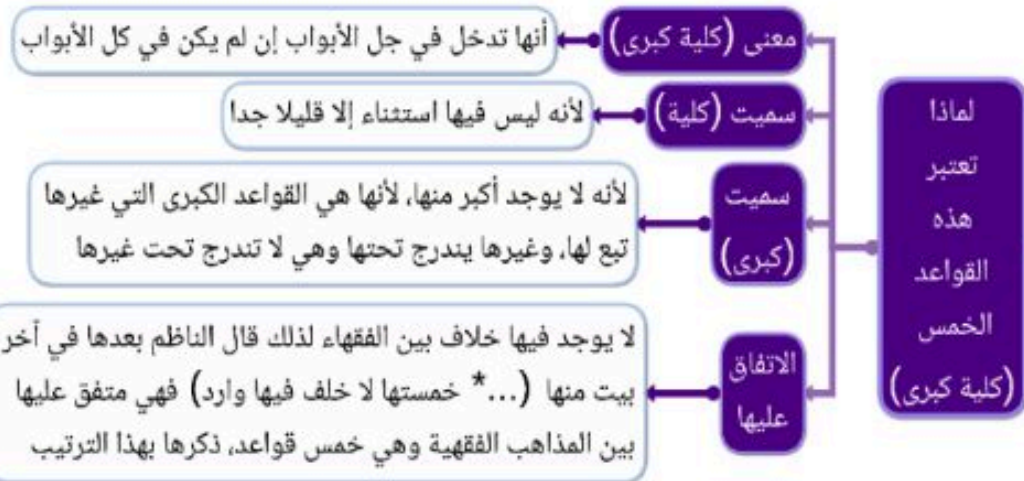 لماذا
تعتبر
هذه
القواعد
الخمس
(كلية كبرى)
معنى (كلية كبرى)
أنها تدخل في جل الأبواب إن لم يكن في كل الأبواب
سميت (كلية)
لأنه ليس فيها استثناء إلا قليلا جدا
سميت
(كبرى)
لأنه لا يوجد أكبر منها، لأنها هي القواعد الكبرى التي غيرها
تبع لها، وغيرها يندرج تحتها وهي لا تندرج تحت غيرها
الاتفاق
عليها
لا يوجد فيها خلاف بين الفقهاء لذلك قال الناظم بعدها في آخر
بيت منها (...* خمستها لا خلف فيها وارد) فهي متفق عليها
بين المذاهب الفقهية وهي خمس قواعد، ذكرها بهذا الترتيب